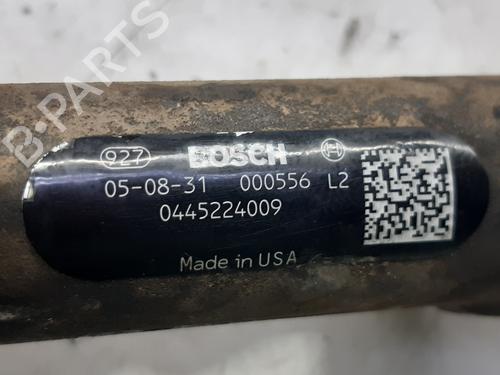 B-PARTS
927 BOSCH
05-08-31 000556 L2
0445224009
Made in USA